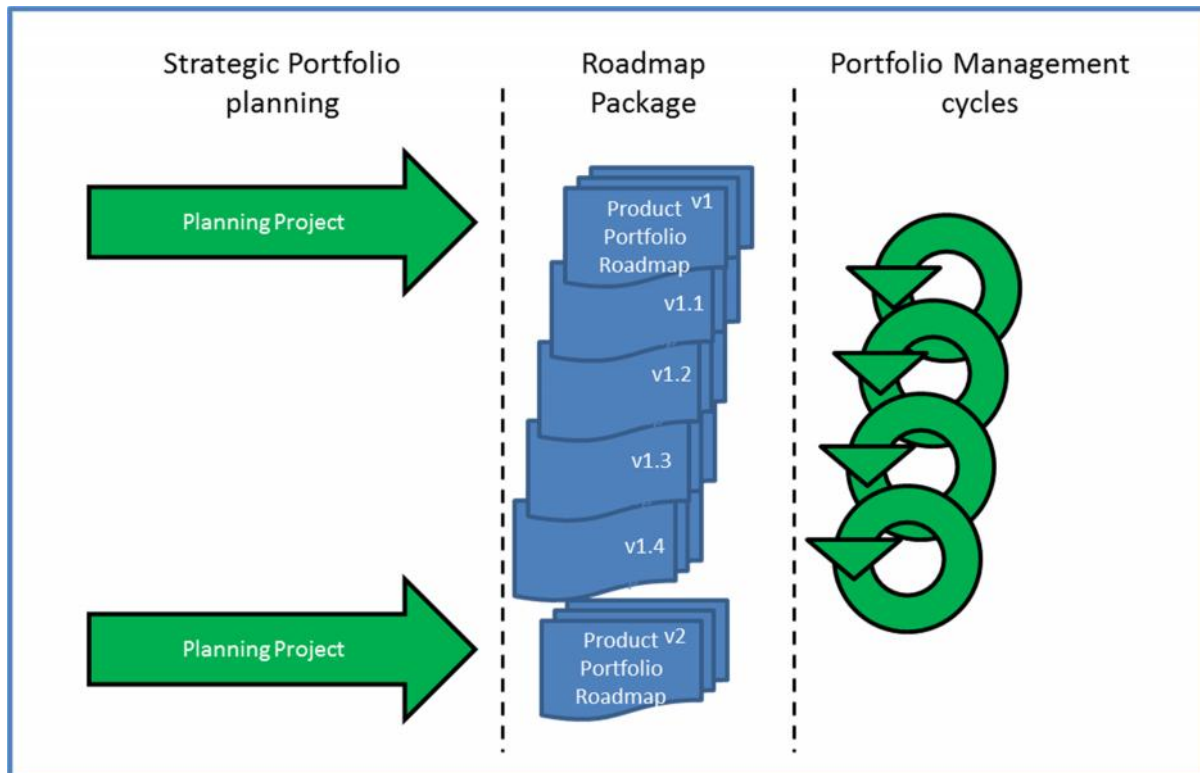 Strategic Portfolio
planning
Roadmap
Package
Portfolio Management
cycles
Planning Project
Product v1
Portfolio
Roadmap
v1.1
v1.2
v1.3
v1.4
Planning Project
Product v2
Portfolio
Roadmap